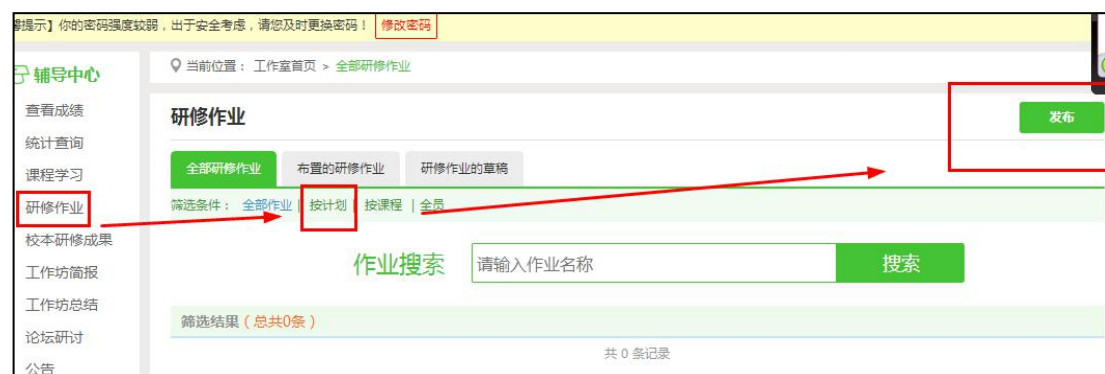 提示】你的密码强度较弱，出于安全考虑，请您及时更换密码！ 修改密码
辅导中心
当前位置： 工作室首页 > 全部研修作业
查看成绩
统计查询
课程学习
研修作业
校本研修成果
工作坊简报
工作坊总结
论坛研讨
公告
研修作业
发布
全部研修作业 布置的研修作业 研修作业的草稿
筛选条件： 全部作业 | 按计划 | 按课程 | 全员
作业搜索 请输入作业名称 搜索
筛选结果（总共0条）
共 0 条记录